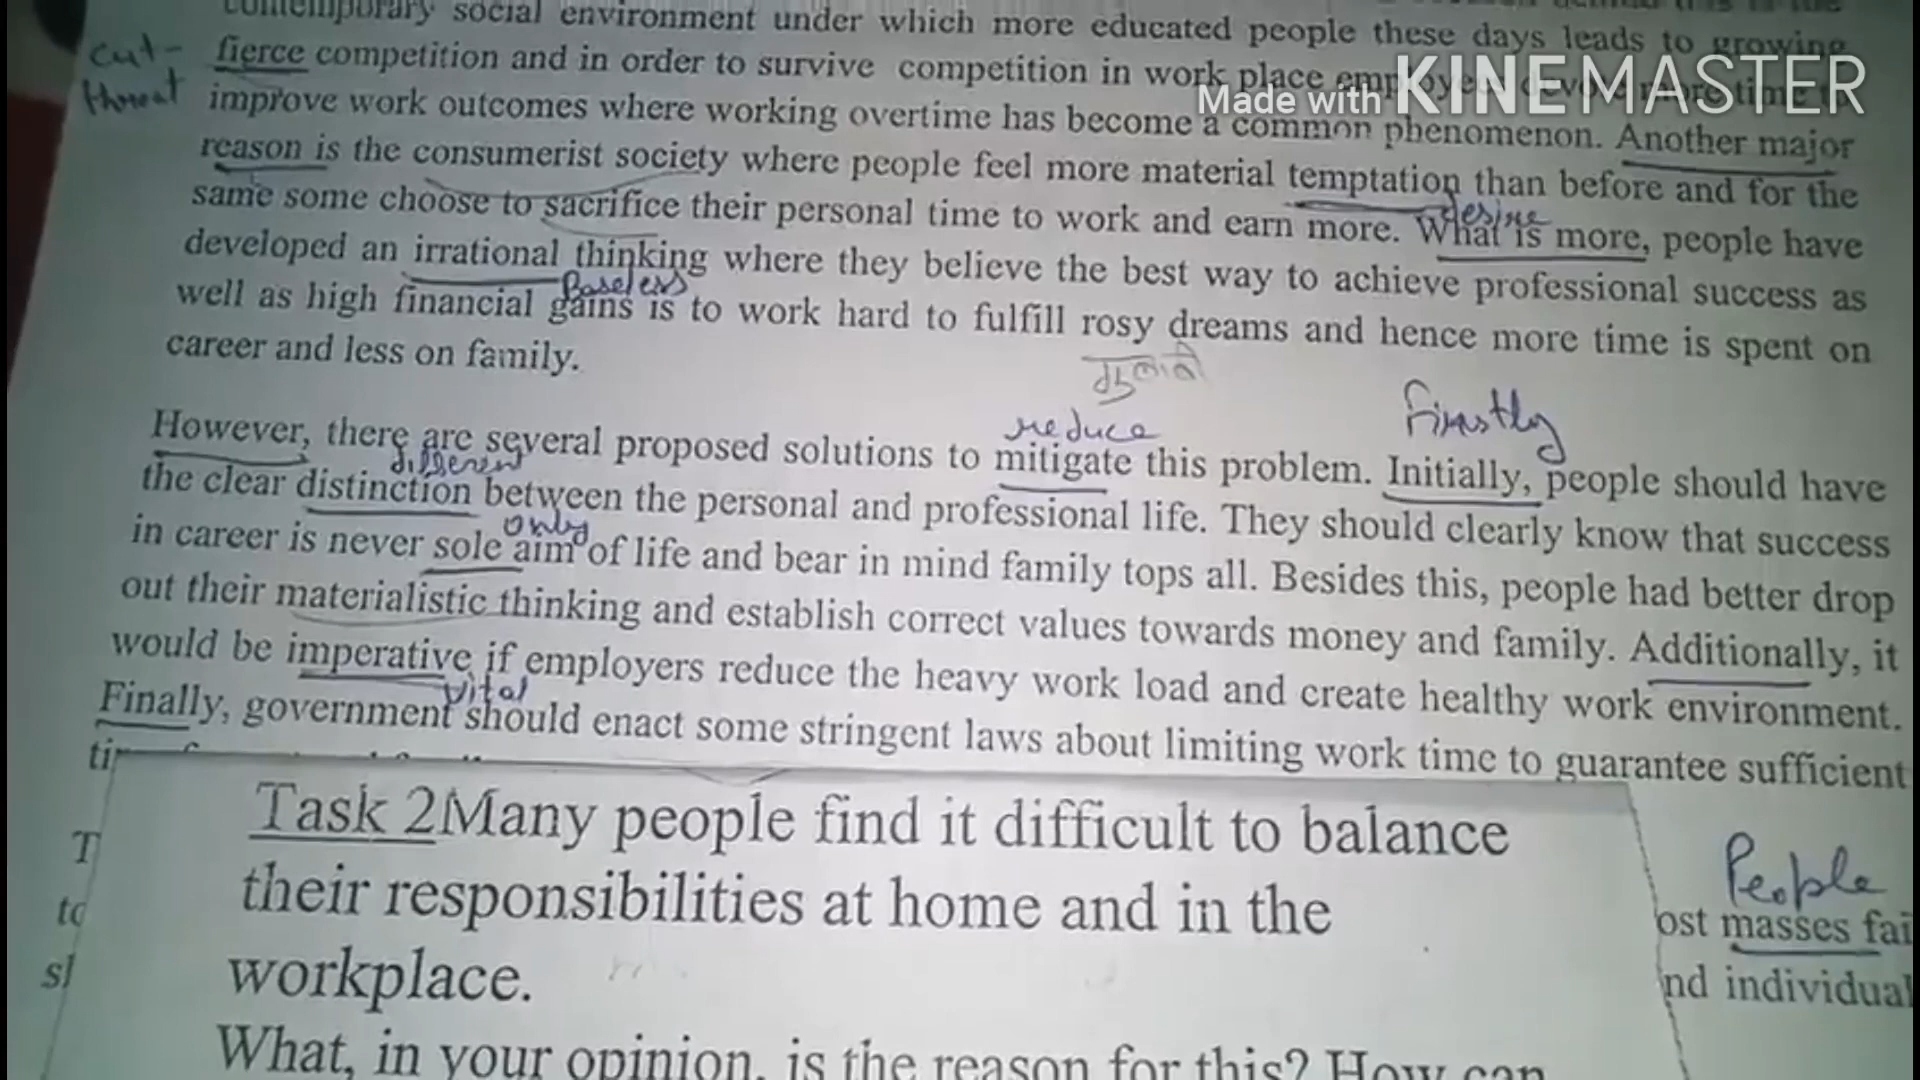 contemporary social environment under which more educated people these days leads to growing
cut-
throat
fierce competition and in order to survive competition in work place
Made with KINEMASTER
improve work outcomes where working overtime has become a common phenomenon. Another major
reason is the consumerist society where people feel more material temptation than before and for the
desire
same some choose to sacrifice their personal time to work and earn more. What is more, people have
developed an irrational thinking where they believe the best way to achieve professional success as
Baseless
well as high financial gains is to work hard to fulfill rosy dreams and hence more time is spent on
career and less on family.
reduce
Firstly
However, there are several proposed solutions to mitigate this problem. Initially, people should have
different
the clear distinction between the personal and professional life. They should clearly know that success
only
in career is never sole aim of life and bear in mind family tops all. Besides this, people had better drop
out their materialistic thinking and establish correct values towards money and family. Additionally, it
would be imperative if employers reduce the heavy work load and create healthy work environment.
vital
Finally, government should enact some stringent laws about limiting work time to guarantee sufficient
Task 2Many people find it difficult to balance
their responsibilities at home and in the
workplace.
What, in your opinion, is the reason for this? How can
People
ost masses fai
nd individual